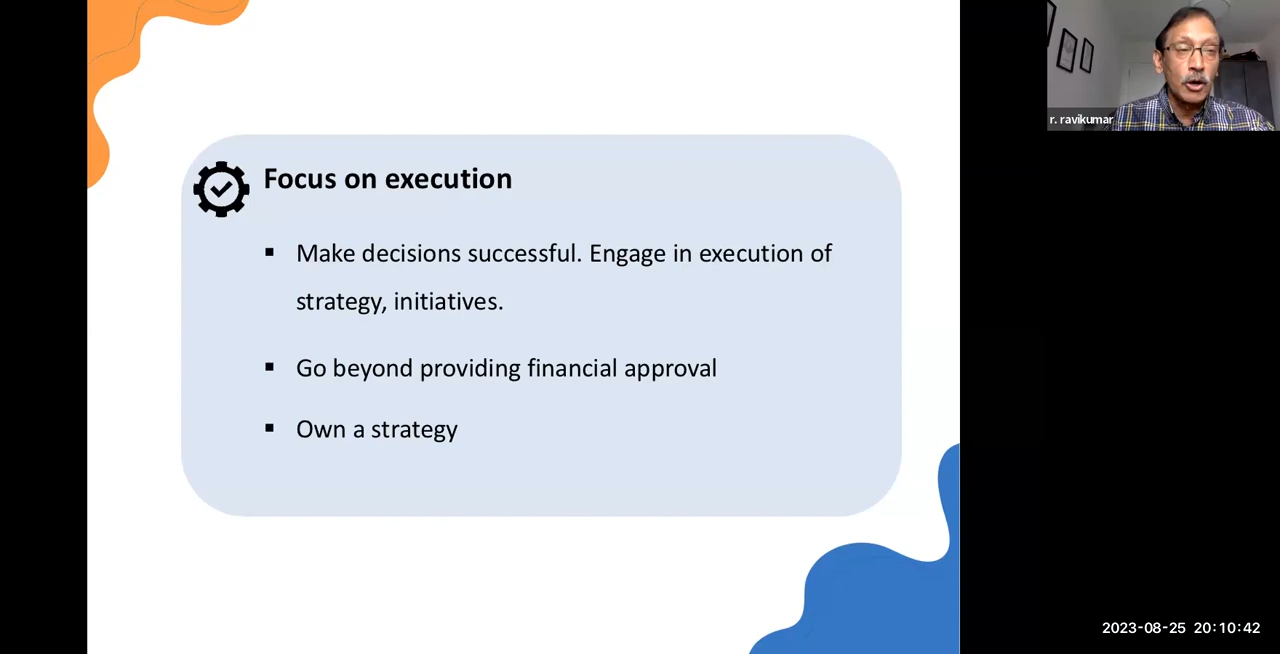 Focus on execution
▪ Make decisions successful. Engage in execution of
strategy, initiatives.
▪ Go beyond providing financial approval
▪ Own a strategy
r. ravikumar
2023-08-25 20:10:42